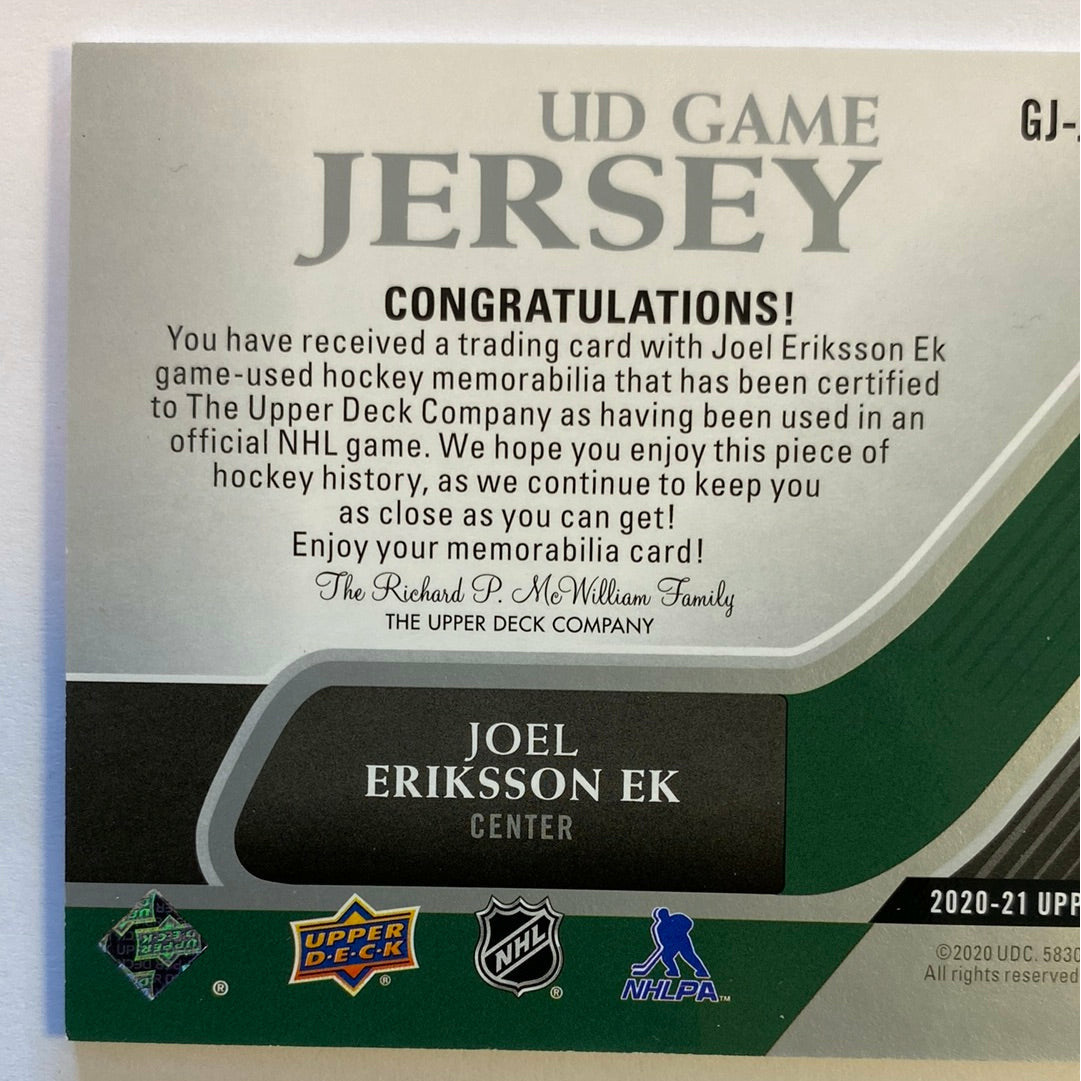 UD GAME
GJ-
JERSEY
CONGRATULATIONS!
You have received a trading card with Joel Eriksson Ek
game-used hockey memorabilia that has been certified
to The Upper Deck Company as having been used in an
official NHL game. We hope you enjoy this piece of
hockey history, as we continue to keep you
as close as you can get!
Enjoy your memorabilia card!
The Richard P. McWilliam Family
THE UPPER DECK COMPANY
JOEL
ERIKSSON EK
CENTER
2020-21 UPP
©2020 UDC. 5830
All rights reserved
UPPER
D·E·C·K
®
NHL
®
NHLPA™
®